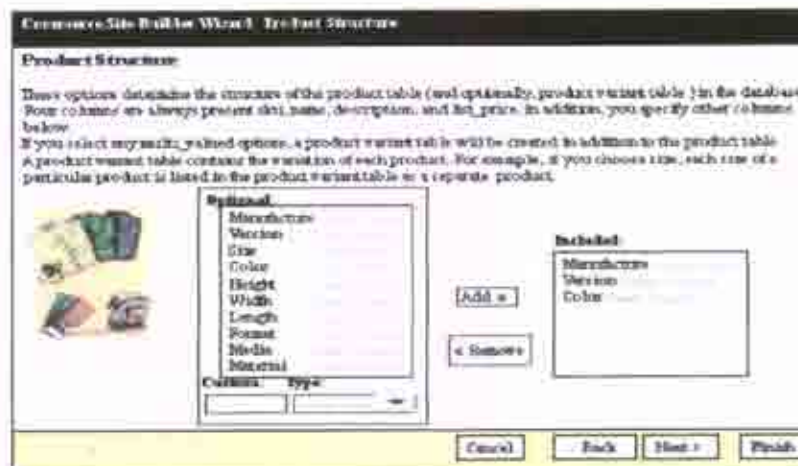 Commerce Site Builder Wizard Product Structure
Product Structure
These options determine the structure of the product table (and optionally, product variant table ) in the database
Four columns are always present sku, name, description, and list_price. In addition, you specify other columns
below
If you select any multi_valued options, a product variant table will be created in addition to the product table
A product variant table contains the variation of each product. For example, if you choose size, each size of a
particular product is listed in the product variant table as a separate product.
Optional
Manufacture
Version
Size
Color
Height
Width
Length
Format
Media
Material
Custom: Type:
Add »
« Remove
Included:
Manufacture
Version
Color
Cancel
Back
Next >
Finish